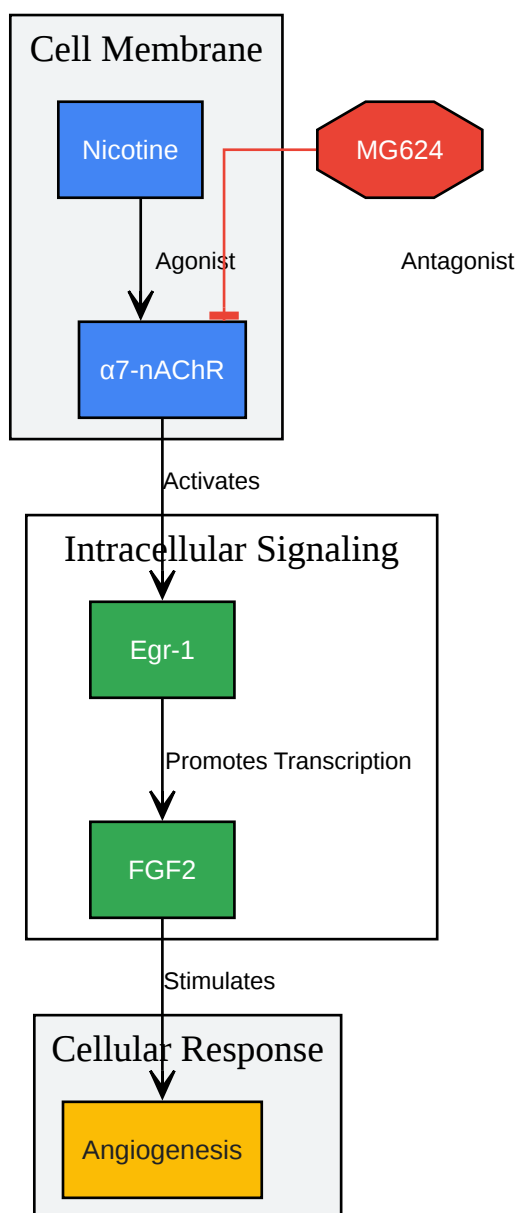 Cell Membrane
Nicotine
MG624
Agonist
Antagonist
α7-nAChR
Activates
Intracellular Signaling
Egr-1
Promotes Transcription
FGF2
Stimulates
Cellular Response
Angiogenesis